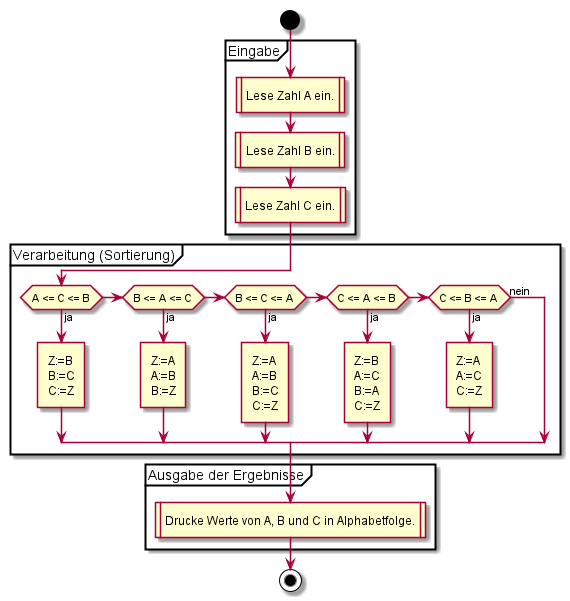 Eingabe
Lese Zahl A ein.
Lese Zahl B ein.
Lese Zahl C ein.
Verarbeitung (Sortierung)
A <= C <= B
B <= A <= C
B <= C <= A
C <= A <= B
C <= B <= A
nein
ja
ja
ja
ja
ja
Z:=B
B:=C
C:=Z
Z:=A
A:=B
B:=Z
Z:=A
A:=B
B:=C
C:=Z
Z:=B
A:=C
B:=A
C:=Z
Z:=A
A:=C
C:=Z
Ausgabe der Ergebnisse
Drucke Werte von A, B und C in Alphabetfolge.